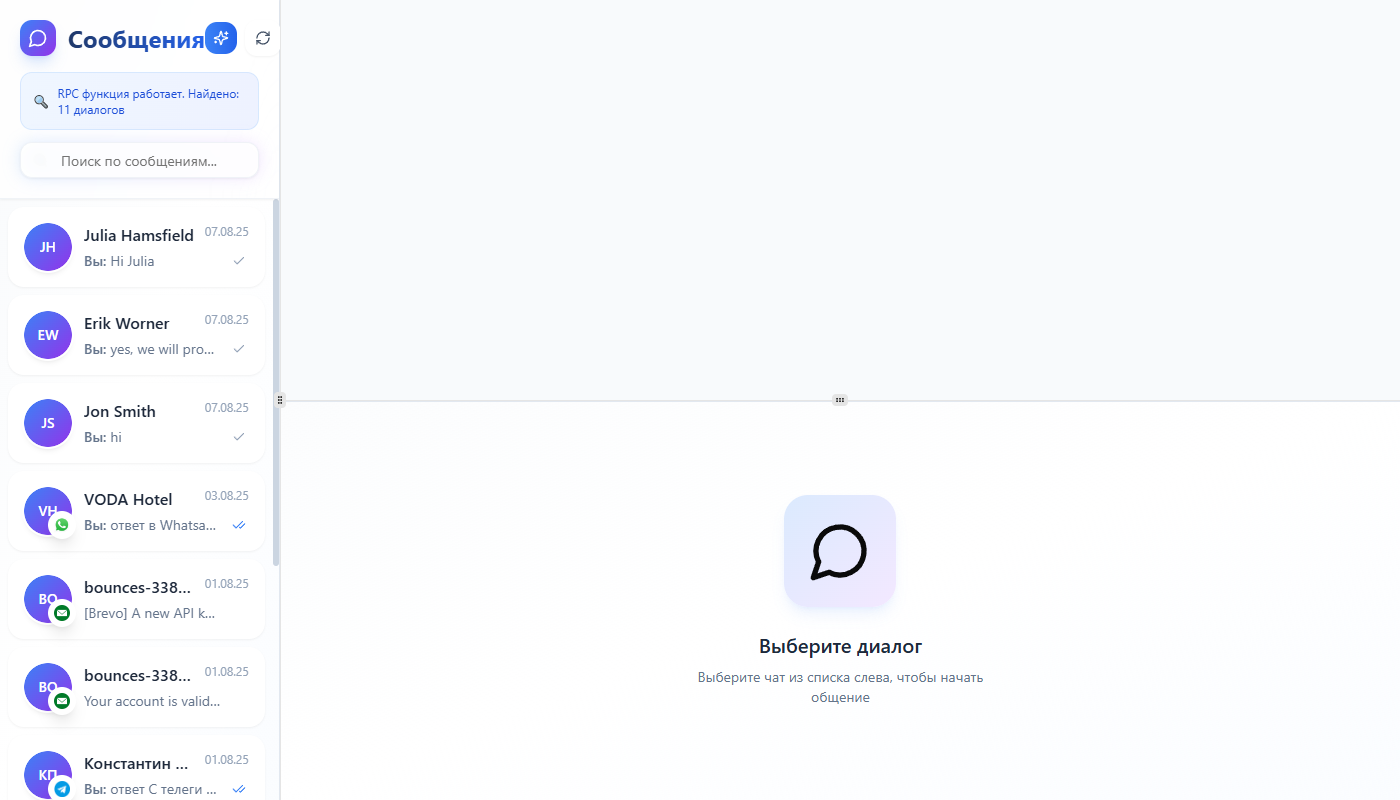 Сообщения
RPC функция работает. Найдено:
11 диалогов
Поиск по сообщениям...
JH
Julia Hamsfield
07.08.25
Вы: Hi Julia
EW
Erik Worner
07.08.25
Вы: yes, we will pro...
JS
Jon Smith
07.08.25
Вы: hi
VH
VODA Hotel
03.08.25
Вы: ответ в Whatsa...
BO
bounces-338...
01.08.25
[Brevo] A new API k...
BO
bounces-338...
01.08.25
Your account is valid...
КП
Константин ...
01.08.25
Вы: ответ С телеги ...
Выберите диалог
Выберите чат из списка слева, чтобы начать
общение